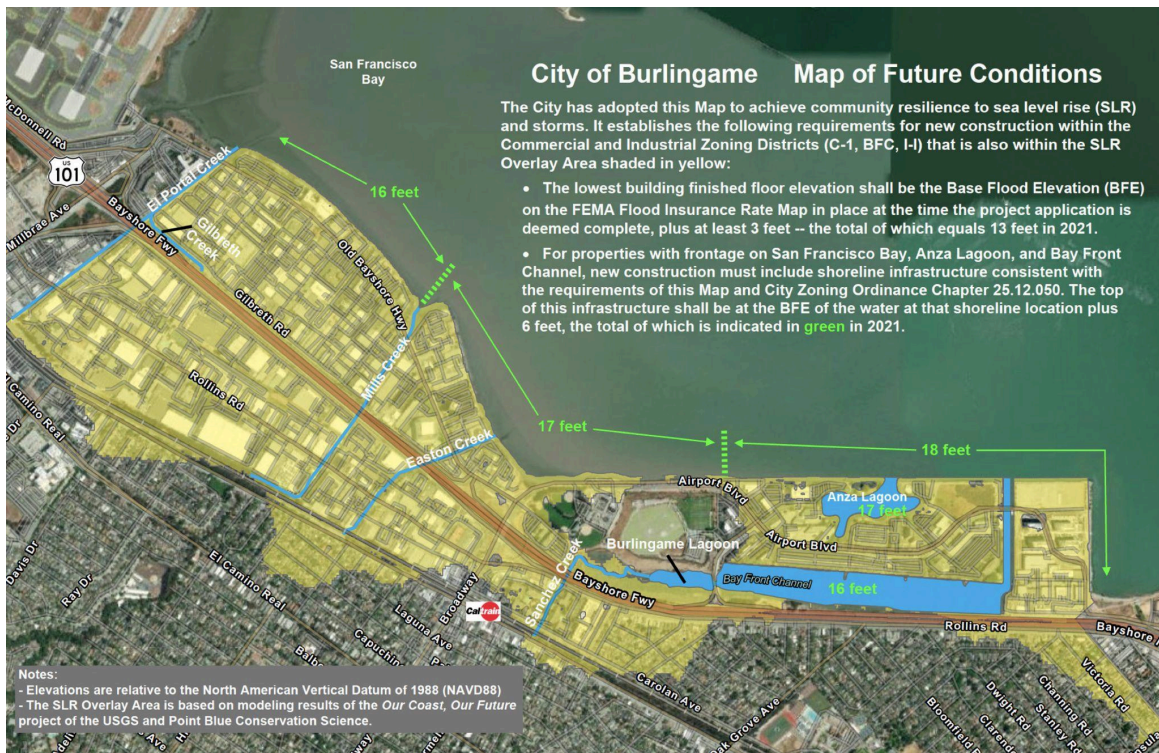 San Francisco
Bay
City of Burlingame Map of Future Conditions
The City has adopted this Map to achieve community resilience to sea level rise (SLR)
and storms. It establishes the following requirements for new construction within the
Commercial and Industrial Zoning Districts (C-1, BFC, I-I) that is also within the SLR
Overlay Area shaded in yellow:
• The lowest building finished floor elevation shall be the Base Flood Elevation (BFE)
on the FEMA Flood Insurance Rate Map in place at the time the project application is
deemed complete, plus at least 3 feet -- the total of which equals 13 feet in 2021.
• For properties with frontage on San Francisco Bay, Anza Lagoon, and Bay Front
Channel, new construction must include shoreline infrastructure consistent with
the requirements of this Map and City Zoning Ordinance Chapter 25.12.050. The top
of this infrastructure shall be at the BFE of the water at that shoreline location plus
6 feet, the total of which is indicated in green in 2021.
McDonnell Rd
US
101
El Portal Creek
16 feet
Millbrae Ave
Bayshore Fwy
Gilbreth
Creek
Old Bayshore Hwy
Gilbreth Rd
Mills Creek
Rollins Rd
El Camino Real
17 feet
Easton Creek
18 feet
Airport Blvd
Anza Lagoon
17 feet
Airport Blvd
Burlingame Lagoon
Davis Dr
Ray Dr
El Camino Real
Broadway
Sanchez Creek
Bayshore Fwy
Bay Front Channel
16 feet
Caltrain
Laguna Ave
Rollins Rd
Bayshore
Capuchino
Carolan Ave
Oak Grove Ave
Victoria Rd
Channing Rd
Stanley
Dwight Rd
Bloomfield
Notes:
- Elevations are relative to the North American Vertical Datum of 1988 (NAVD88)
- The SLR Overlay Area is based on modeling results of the Our Coast, Our Future
project of the USGS and Point Blue Conservation Science.